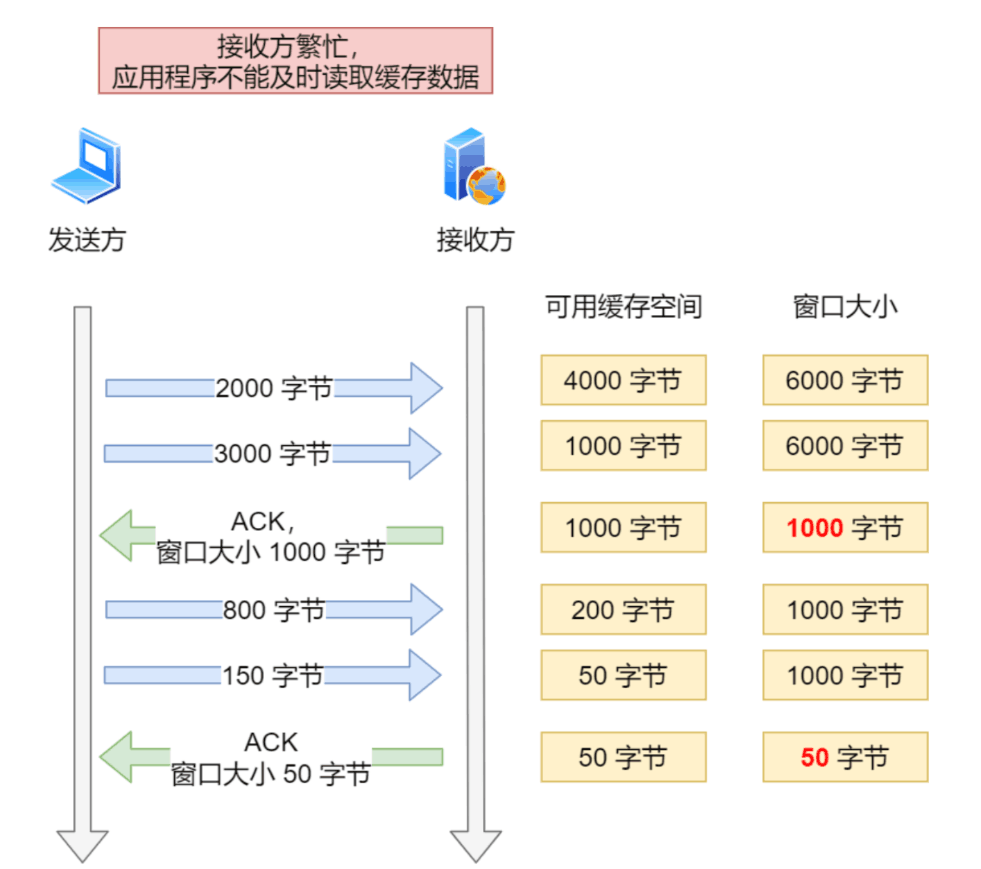 接收方繁忙,
应用程序不能及时读取缓存数据
发送方
接收方
可用缓存空间
窗口大小
2000 字节
4000 字节
6000 字节
3000 字节
1000 字节
6000 字节
ACK,
窗口大小 1000 字节
1000 字节
1000 字节
800 字节
200 字节
1000 字节
150 字节
50 字节
1000 字节
ACK
窗口大小 50 字节
50 字节
50 字节